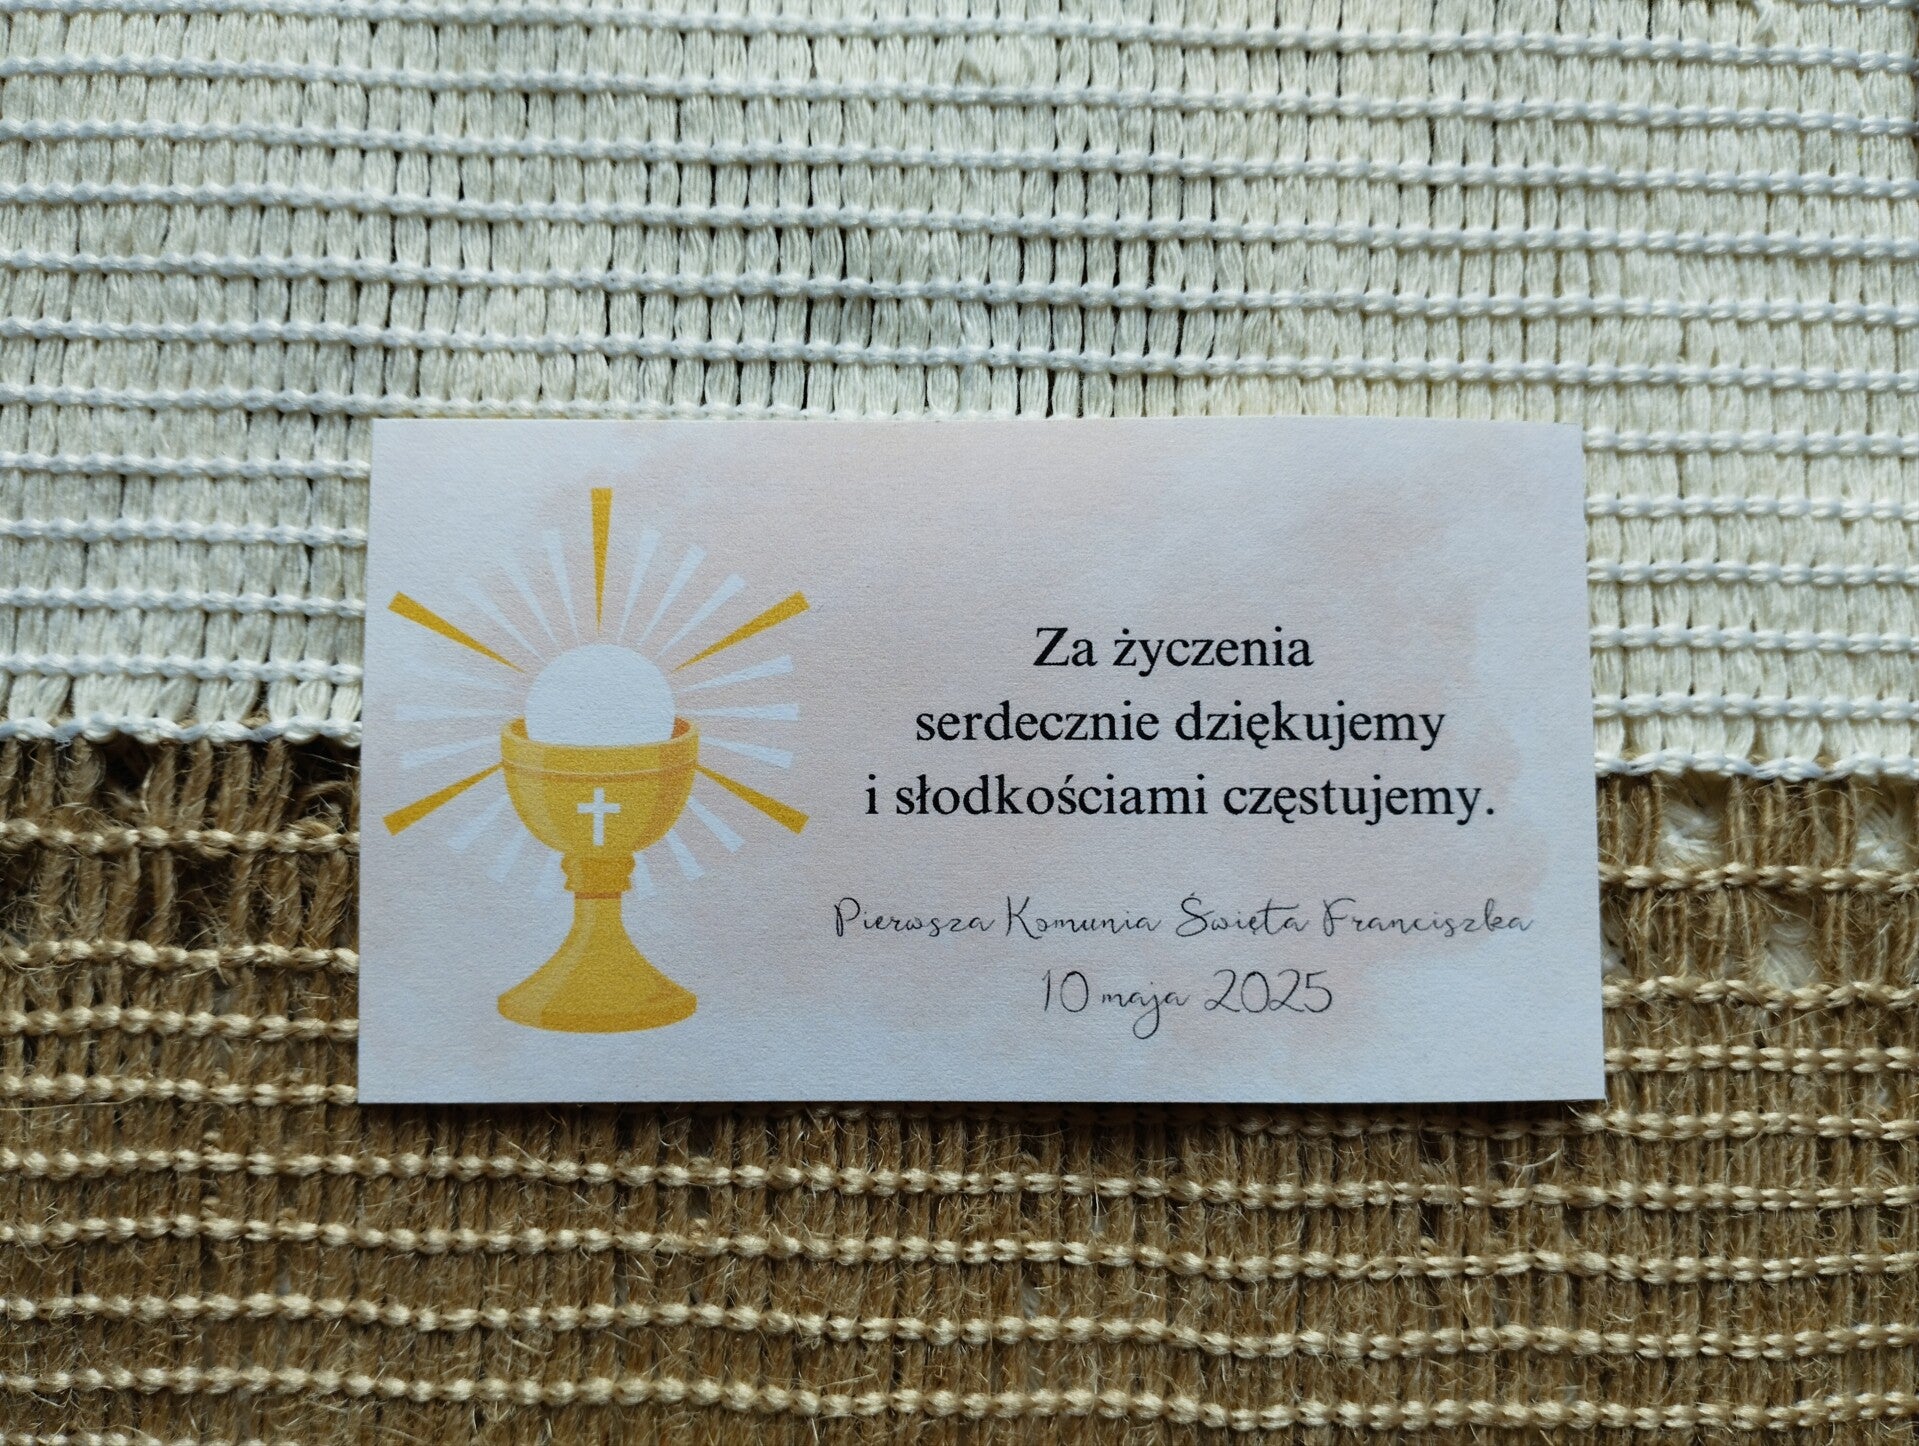 Za życzenia
serdecznie dziękujemy
i słodkościami częstujemy.
Pierwsza Komunia Święta Franciszka
10 maja 2025